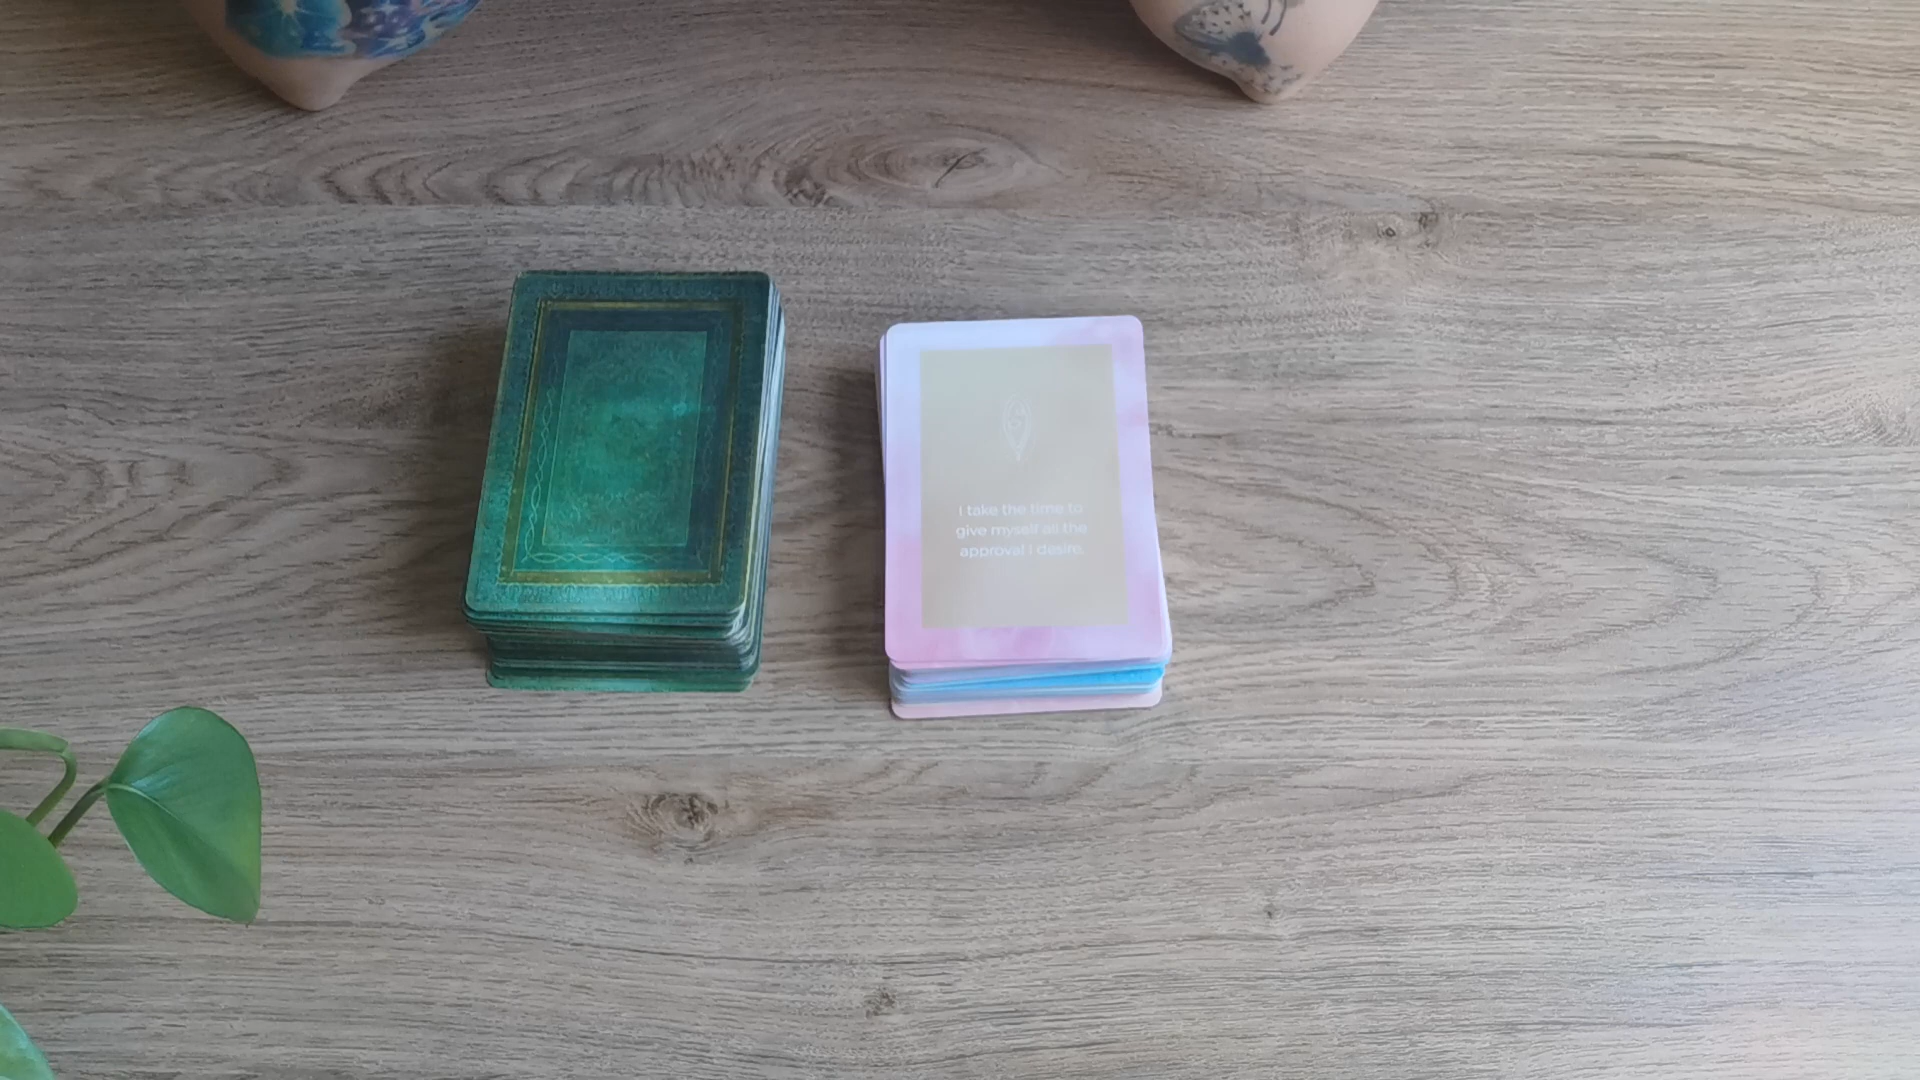 I take the time to
give myself all the
approval I desire.